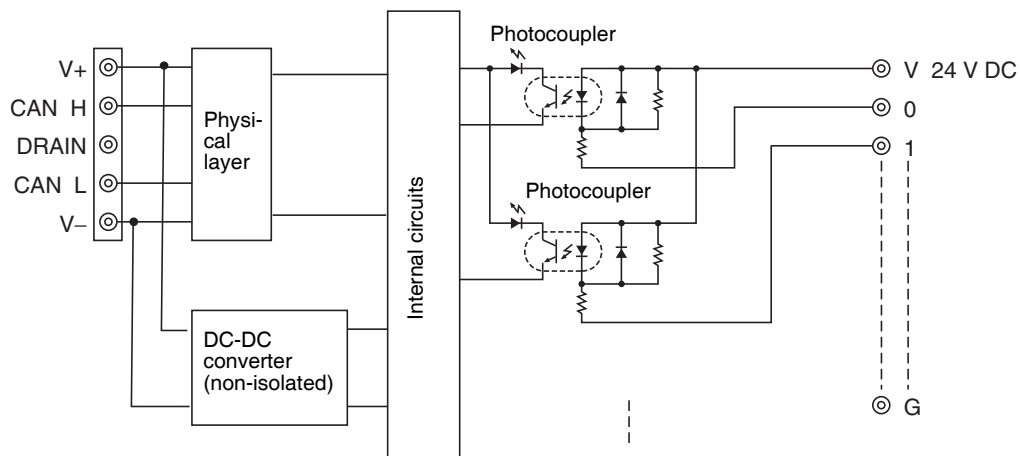 V+
CAN H
DRAIN
CAN L
V–
Physi-
cal
layer
DC-DC
converter
(non-isolated)
Internal circuits
Photocoupler
Photocoupler
V 24 V DC
0
1
G